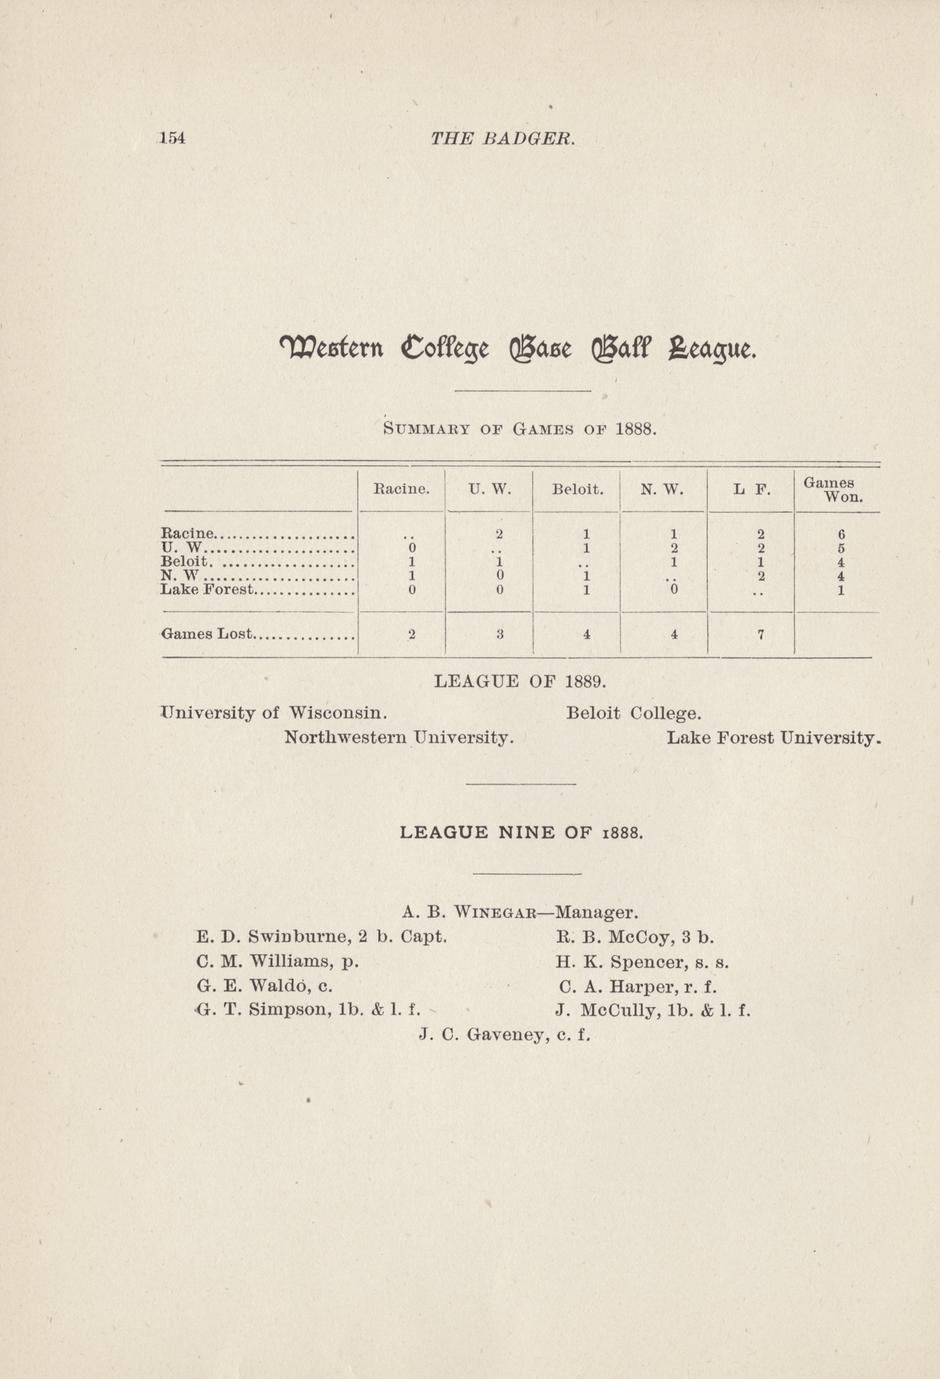 154 THE BADGER.
Western College Base Ball League.
SUMMARY OF GAMES OF 1888.
Racine. U. W. Beloit. N. W. L F. Games Won.
Racine.................... .. 2 1 1 2 6
U. W...................... 0 .. 1 2 2 5
Beloit. ................... 1 1 .. 1 1 4
N. W ...................... 1 0 1 .. 2 4
Lake Forest............... 0 0 1 0 .. 1
Games Lost............... 2 3 4 4 7
LEAGUE OF 1889.
University of Wisconsin. Beloit College.
Northwestern University. Lake Forest University.
LEAGUE NINE OF 1888.
A. B. WINEGAR—Manager.
E. D. Swinburne, 2 b. Capt. R. B. McCoy, 3 b.
C. M. Williams, p. H. K. Spencer, s. s.
G. E. Waldo, c. C. A. Harper, r. f.
G. T. Simpson, 1b. & l. f. J. McCully, 1b. & l. f.
J. C. Gaveney, c. f.